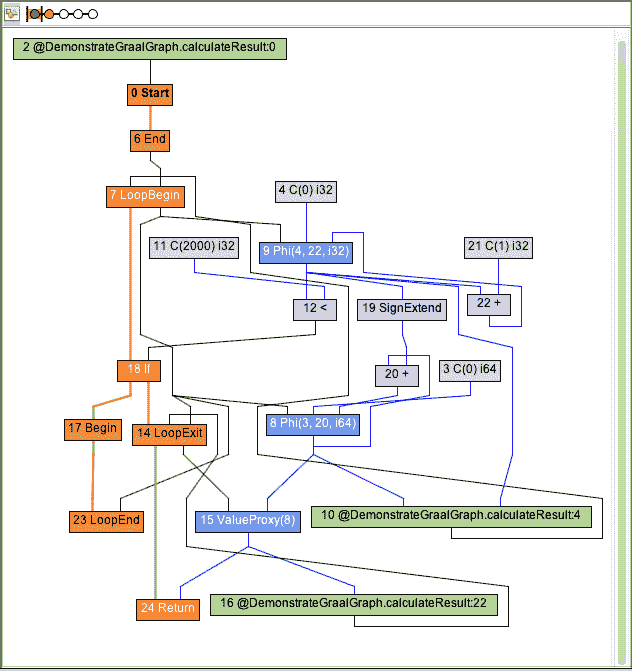 2 @DemonstrateGraalGraph.calculateResult:0
0 Start
6 End
7 LoopBegin
4 C(0) i32
11 C(2000) i32
9 Phi(4, 22, i32)
21 C(1) i32
12 <
19 SignExtend
22 +
18 If
20 +
3 C(0) i64
17 Begin
14 LoopExit
8 Phi(3, 20, i64)
23 LoopEnd
15 ValueProxy(8)
10 @DemonstrateGraalGraph.calculateResult:4
24 Return
16 @DemonstrateGraalGraph.calculateResult:22